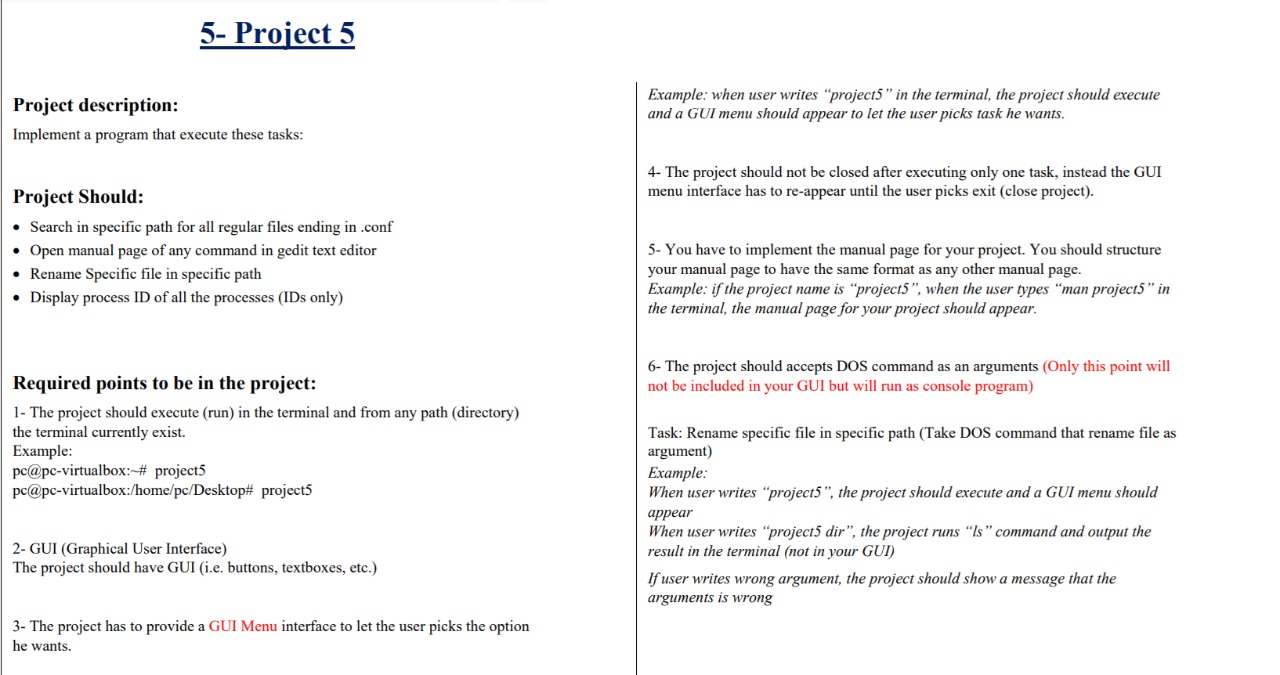 5- Project 5
Project description:
Implement a program that execute these tasks:
Project Should:
• Search in specific path for all regular files ending in .conf
• Open manual page of any command in gedit text editor
• Rename Specific file in specific path
• Display process ID of all the processes (IDs only)
Required points to be in the project:
1- The project should execute (run) in the terminal and from any path (directory)
the terminal currently exist.
Example:
pc@pc-virtualbox:~# project5
pc@pc-virtualbox:/home/pc/Desktop# project5
2- GUI (Graphical User Interface)
The project should have GUI (i.e. buttons, textboxes, etc.)
3- The project has to provide a GUI Menu interface to let the user picks the option
he wants.
Example: when user writes “project5” in the terminal, the project should execute
and a GUI menu should appear to let the user picks task he wants.
4- The project should not be closed after executing only one task, instead the GUI
menu interface has to re-appear until the user picks exit (close project).
5- You have to implement the manual page for your project. You should structure
your manual page to have the same format as any other manual page.
Example: if the project name is “project5”, when the user types “man project5” in
the terminal, the manual page for your project should appear.
6- The project should accepts DOS command as an arguments (Only this point will
not be included in your GUI but will run as console program)
Task: Rename specific file in specific path (Take DOS command that rename file as
argument)
Example:
When user writes “project5”, the project should execute and a GUI menu should
appear
When user writes “project5 dir”, the project runs “ls” command and output the
result in the terminal (not in your GUI)
If user writes wrong argument, the project should show a message that the
arguments is wrong